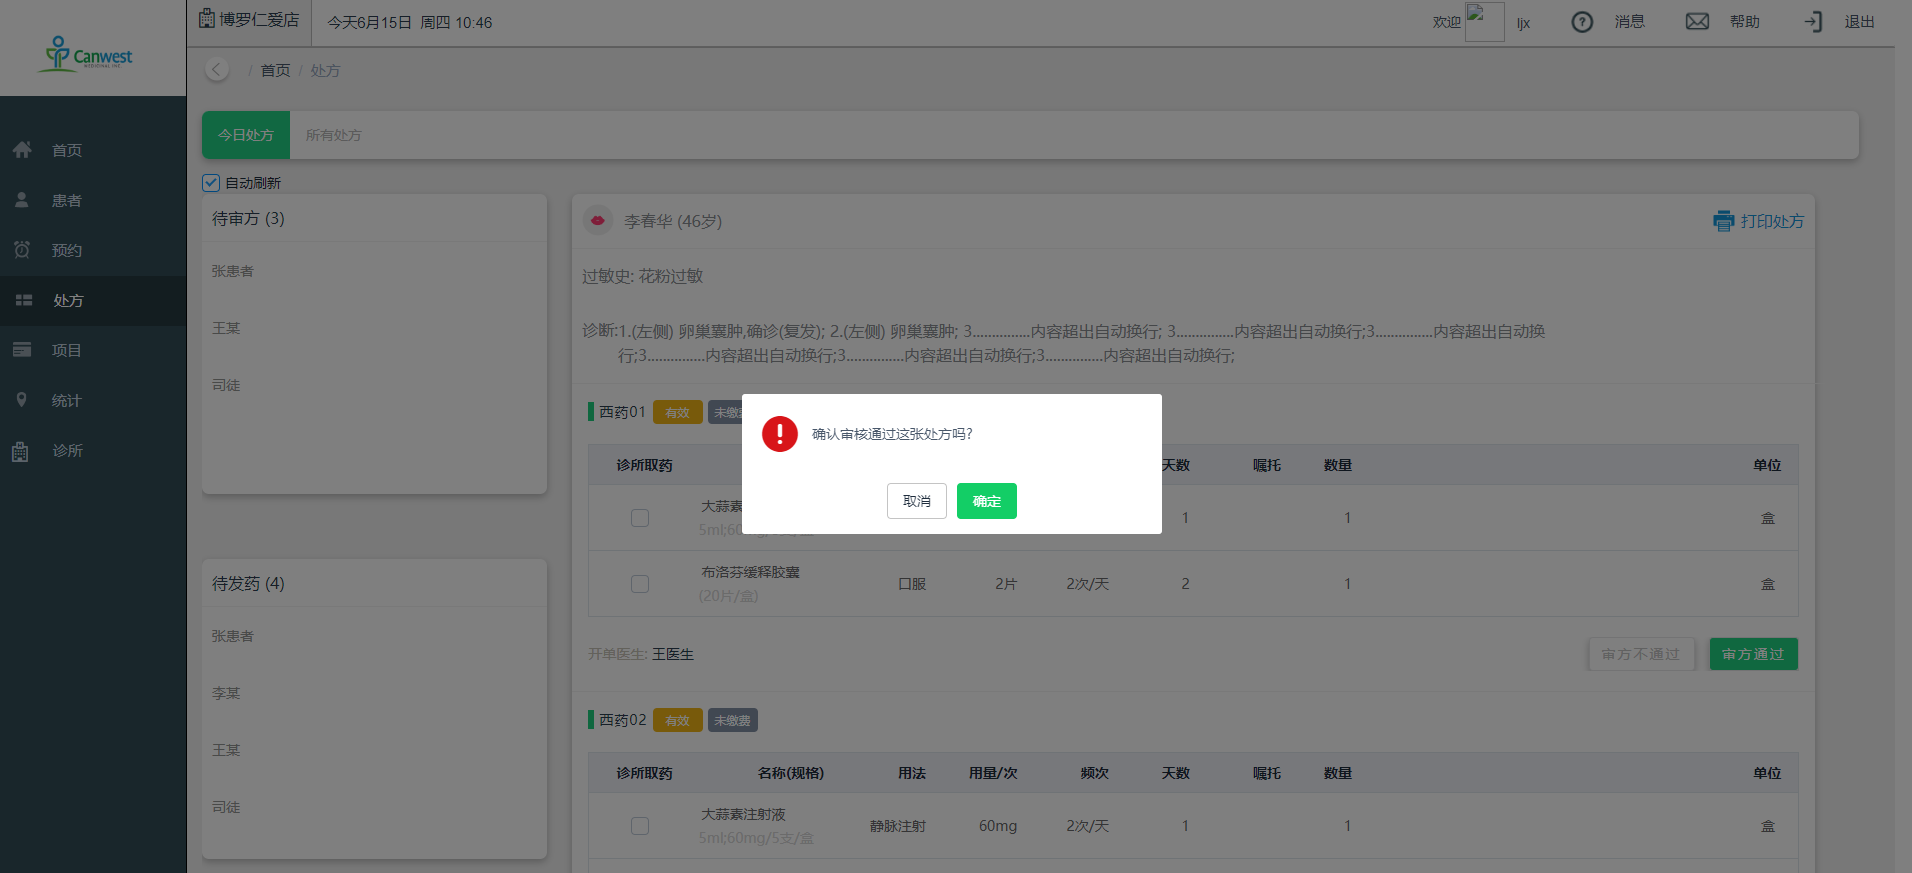 Canwest
博罗仁爱店
今天6月15日 周四 10:46
欢迎 ljx 消息 帮助 退出
/ 首页 / 处方
今日处方 所有处方
首页
患者
预约
处方
项目
统计
诊所
自动刷新
待审方 (3)
张患者
王某
司徒
待发药 (4)
张患者
李某
王某
司徒
李春华 (46岁)
打印处方
过敏史: 花粉过敏
诊断:1.(左侧) 卵巢囊肿,确诊(复发); 2.(左侧) 卵巢囊肿; 3..............内容超出自动换行; 3..............内容超出自动换行;3..............内容超出自动换
行;3..............内容超出自动换行;3..............内容超出自动换行;3..............内容超出自动换行;
西药01 有效 未缴
确认审核通过这张处方吗?
取消 确定
诊所取药 天数 嘱托 数量 单位
大蒜素 1 1 盒
5ml;60
布洛芬缓释胶囊 口服 2片 2次/天 2 1 盒
(20片/盒)
开单医生: 王医生
审方不通过 审方通过
西药02 有效 未缴费
诊所取药 名称(规格) 用法 用量/次 频次 天数 嘱托 数量 单位
大蒜素注射液 静脉注射 60mg 2次/天 1 1 盒
5ml;60mg/5支/盒